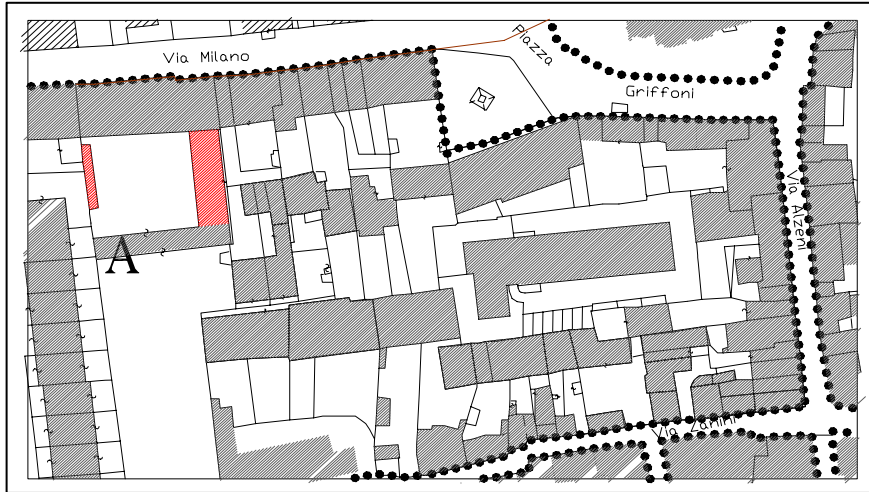 Via Milano
Piazza
Griffoni
Via Alzeni
A
Via Zanini